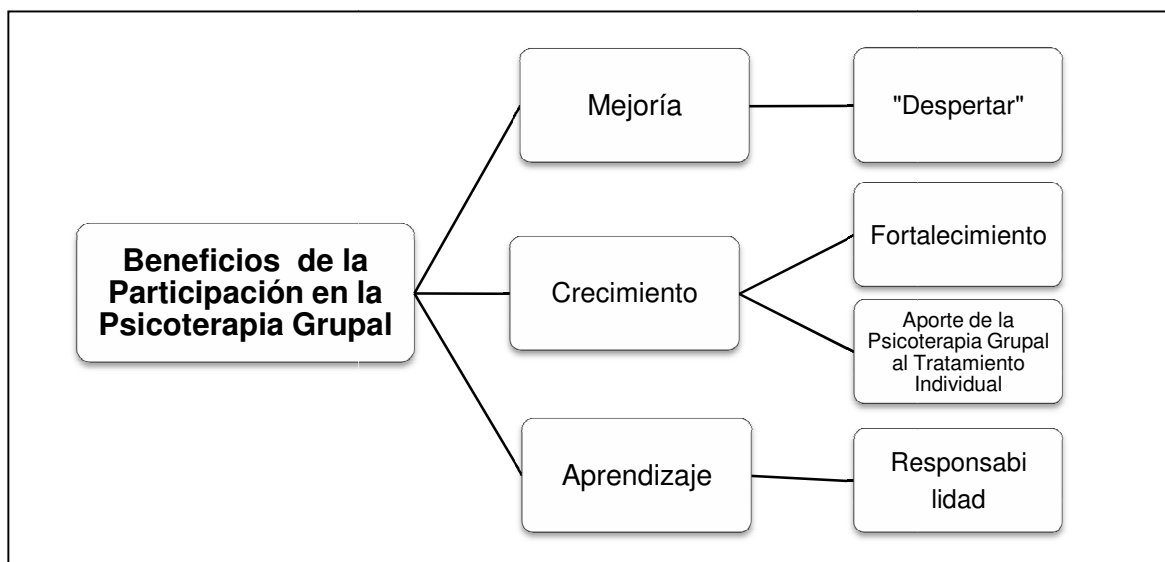 Beneficios de la
Participación en la
Psicoterapia Grupal
Mejoría
"Despertar"
Crecimiento
Fortalecimiento
Aporte de la
Psicoterapia Grupal
al Tratamiento
Individual
Aprendizaje
Responsabi
lidad